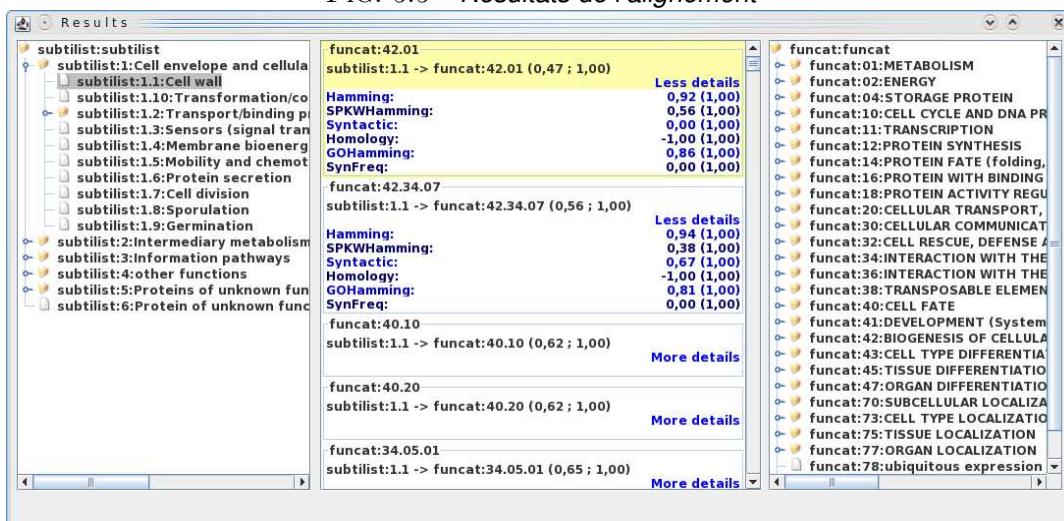 FIG. 5.5 – Résultats de l'alignement
Results
subtilist:subtilist
subtilist:1:Cell envelope and cellula
subtilist:1.1:Cell wall
subtilist:1.10:Transformation/co
subtilist:1.2:Transport/binding pr
subtilist:1.3:Sensors (signal tran
subtilist:1.4:Membrane bioenerg
subtilist:1.5:Mobility and chemot
subtilist:1.6:Protein secretion
subtilist:1.7:Cell division
subtilist:1.8:Sporulation
subtilist:1.9:Germination
subtilist:2:Intermediary metabolism
subtilist:3:Information pathways
subtilist:4:other functions
subtilist:5:Proteins of unknown fun
subtilist:6:Protein of unknown func
funcat:42.01
subtilist:1.1 -> funcat:42.01 (0,47 ; 1,00)
Less details
Hamming: 0,92 (1,00)
SPKWHamming: 0,56 (1,00)
Syntactic: 0,00 (1,00)
Homology: -1,00 (1,00)
GOHamming: 0,86 (1,00)
SynFreq: 0,00 (1,00)
funcat:42.34.07
subtilist:1.1 -> funcat:42.34.07 (0,56 ; 1,00)
Less details
Hamming: 0,94 (1,00)
SPKWHamming: 0,38 (1,00)
Syntactic: 0,67 (1,00)
Homology: -1,00 (1,00)
GOHamming: 0,81 (1,00)
SynFreq: 0,00 (1,00)
funcat:40.10
subtilist:1.1 -> funcat:40.10 (0,62 ; 1,00)
More details
funcat:40.20
subtilist:1.1 -> funcat:40.20 (0,62 ; 1,00)
More details
funcat:34.05.01
subtilist:1.1 -> funcat:34.05.01 (0,65 ; 1,00)
More details
funcat:funcat
funcat:01:METABOLISM
funcat:02:ENERGY
funcat:04:STORAGE PROTEIN
funcat:10:CELL CYCLE AND DNA PR
funcat:11:TRANSCRIPTION
funcat:12:PROTEIN SYNTHESIS
funcat:14:PROTEIN FATE (folding,
funcat:16:PROTEIN WITH BINDING
funcat:18:PROTEIN ACTIVITY REGU
funcat:20:CELLULAR TRANSPORT,
funcat:30:CELLULAR COMMUNICAT
funcat:32:CELL RESCUE, DEFENSE A
funcat:34:INTERACTION WITH THE
funcat:36:INTERACTION WITH THE
funcat:38:TRANSPOSABLE ELEMEN
funcat:40:CELL FATE
funcat:41:DEVELOPMENT (System
funcat:42:BIOGENESIS OF CELLULA
funcat:43:CELL TYPE DIFFERENTIA
funcat:45:TISSUE DIFFERENTIATIO
funcat:47:ORGAN DIFFERENTIATIO
funcat:70:SUBCELLULAR LOCALIZA
funcat:73:CELL TYPE LOCALIZATIO
funcat:75:TISSUE LOCALIZATION
funcat:77:ORGAN LOCALIZATION
funcat:78:ubiquitous expression